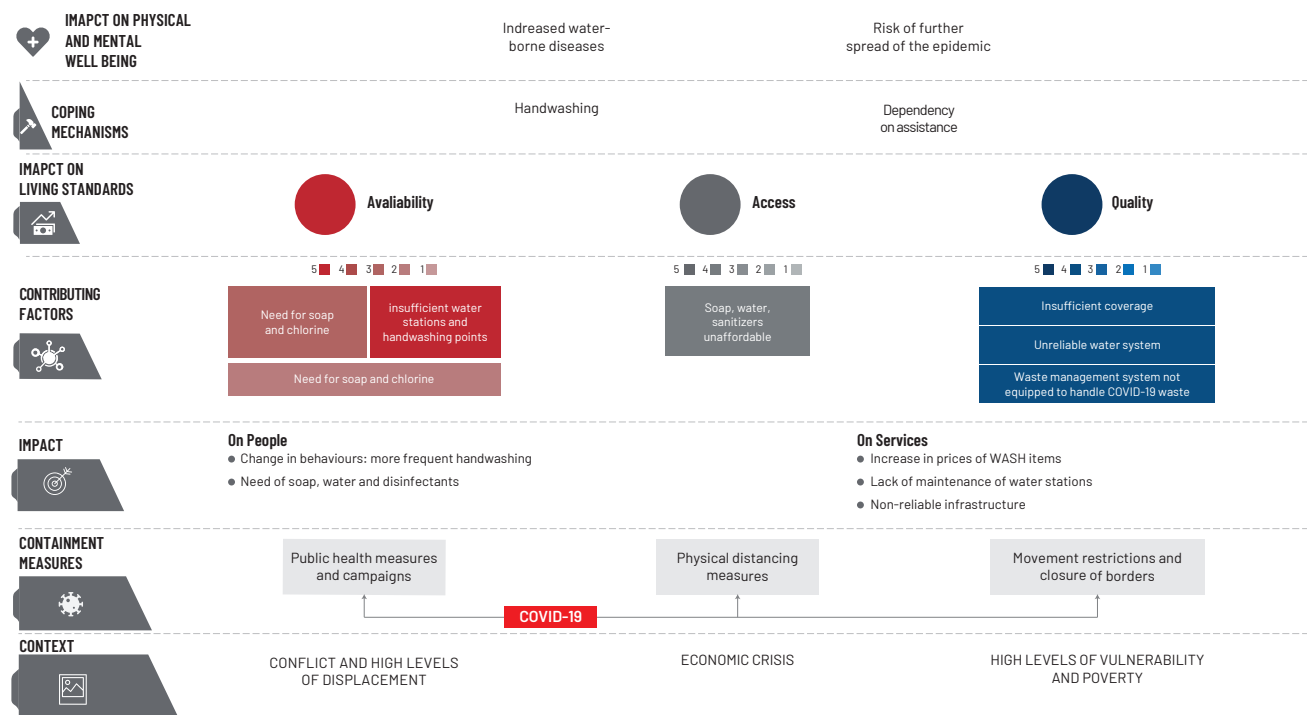 IMAPCT ON PHYSICAL
AND MENTAL
WELL BEING
Indreased water-
borne diseases
Risk of further
spread of the epidemic
COPING
MECHANISMS
Handwashing
Dependency
on assistance
IMAPCT ON
LIVING STANDARDS
Avaliability
Access
Quality
5 4 3 2 1
5 4 3 2 1
5 4 3 2 1
CONTRIBUTING
FACTORS
Need for soap
and chlorine
insufficient water
stations and
handwashing points
Need for soap and chlorine
Soap, water,
sanitizers
unaffordable
Insufficient coverage
Unreliable water system
Waste management system not
equipped to handle COVID-19 waste
IMPACT
On People
● Change in behaviours: more frequent handwashing
● Need of soap, water and disinfectants
On Services
● Increase in prices of WASH items
● Lack of maintenance of water stations
● Non-reliable infrastructure
CONTAINMENT
MEASURES
Public health measures
and campaigns
Physical distancing
measures
Movement restrictions and
closure of borders
COVID-19
CONTEXT
CONFLICT AND HIGH LEVELS
OF DISPLACEMENT
ECONOMIC CRISIS
HIGH LEVELS OF VULNERABILITY
AND POVERTY